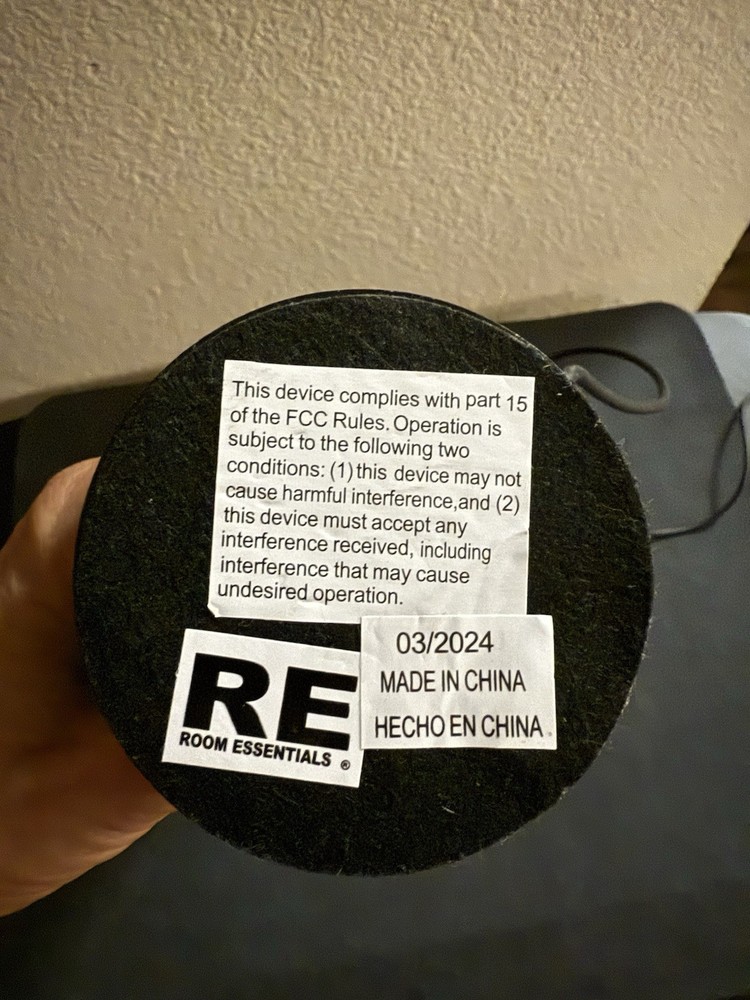 This device complies with part 15
of the FCC Rules. Operation is
subject to the following two
conditions: (1) this device may not
cause harmful interference,and (2)
this device must accept any
interference received, including
interference that may cause
undesired operation.
RE
ROOM ESSENTIALS ®
03/2024
MADE IN CHINA
HECHO EN CHINA